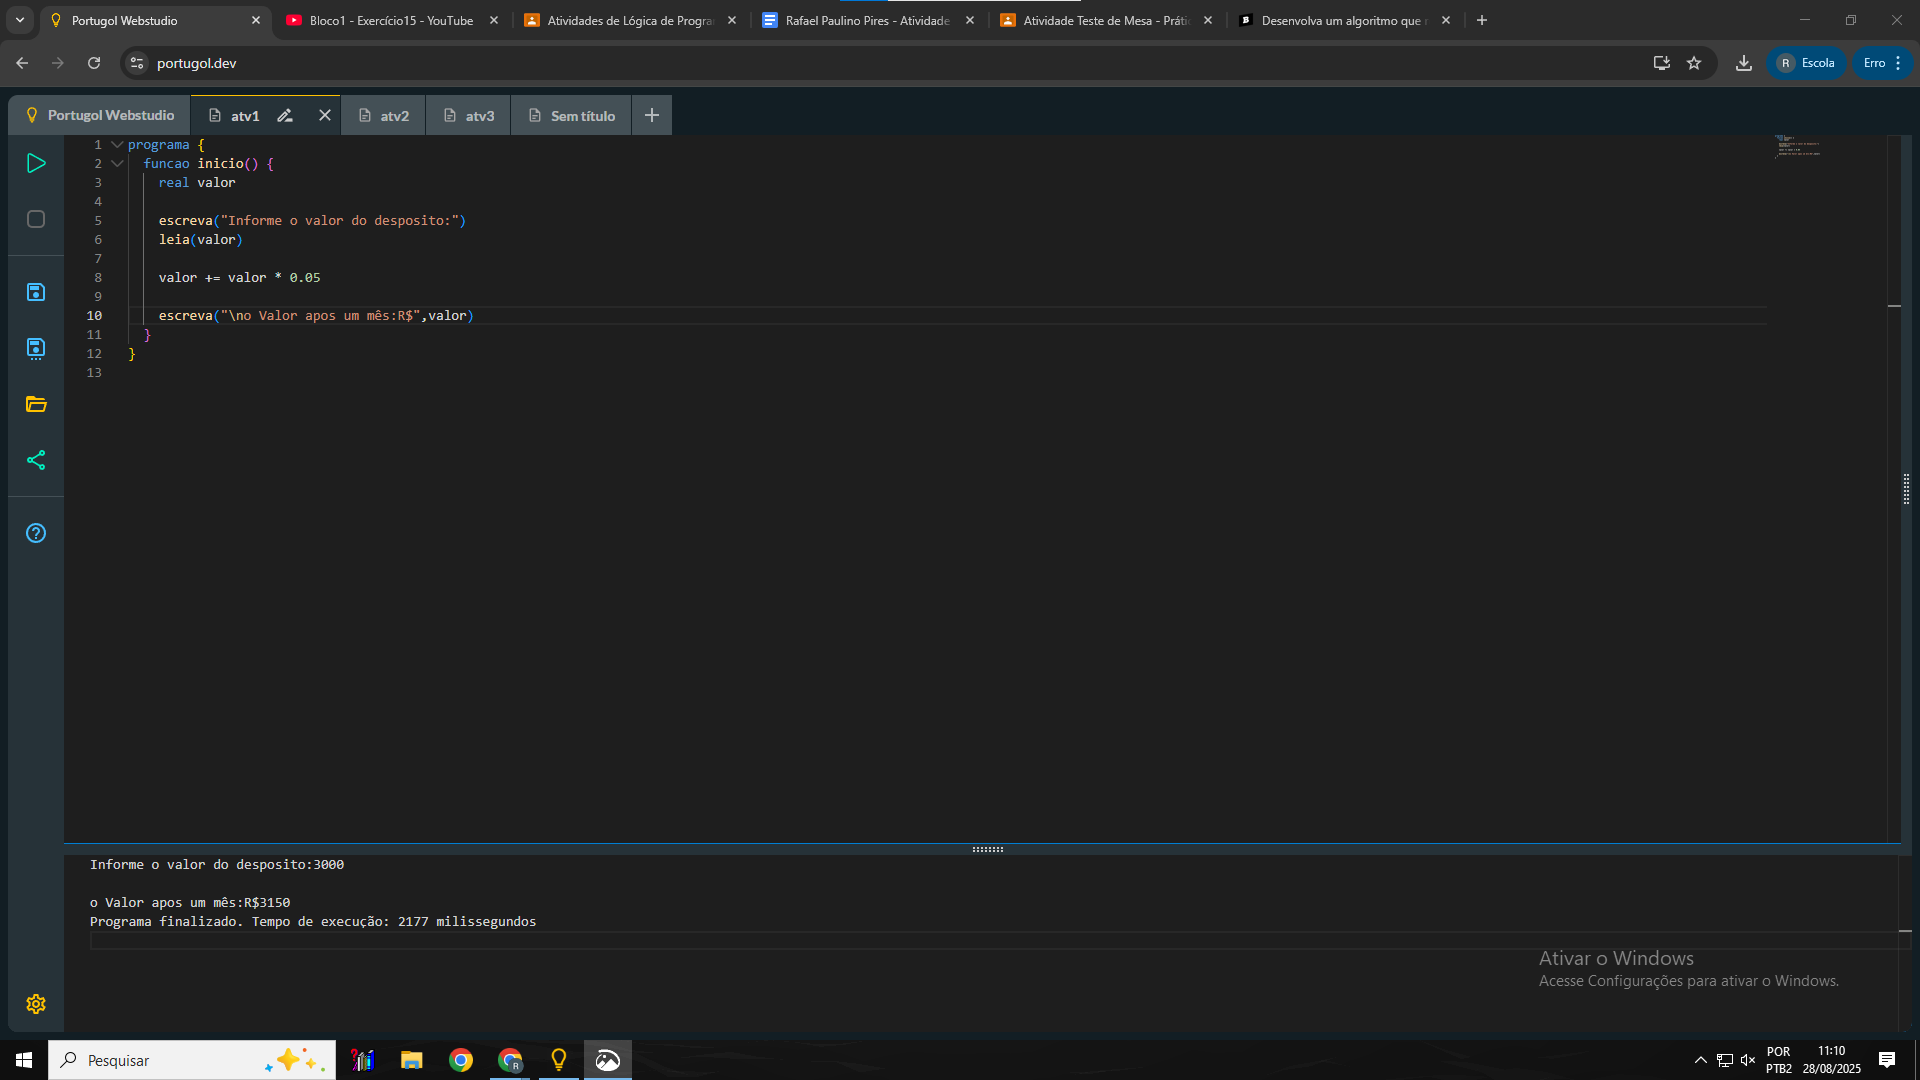 Portugol Webstudio
Bloco1 - Exercício15 - YouTube
Atividades de Lógica de Progra
Rafael Paulino Pires - Atividade
Atividade Teste de Mesa - Práti
Desenvolva um algoritmo que
portugol.dev
R Escola
Erro
Portugol Webstudio
atv1
atv2
atv3
Sem título
1 programa {
2 funcao inicio() {
3 real valor
4
5 escreva("Informe o valor do desposito:")
6 leia(valor)
7
8 valor += valor * 0.05
9
10 escreva("\no Valor apos um mês:R$",valor)
11 }
12 }
13
Informe o valor do desposito:3000
o Valor apos um mês:R$3150
Programa finalizado. Tempo de execução: 2177 milissegundos
Ativar o Windows
Acesse Configurações para ativar o Windows.
Pesquisar
R
POR
PTB2
11:10
28/08/2025